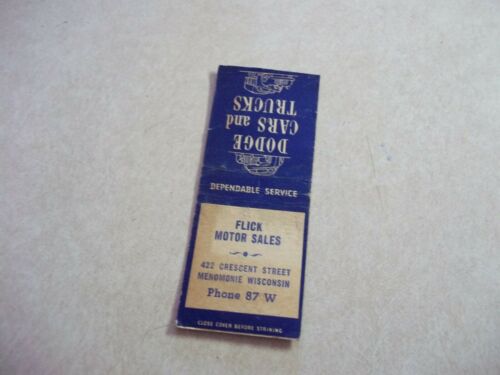 DODGE
CARS and
TRUCKS
DEPENDABLE SERVICE
FLICK
MOTOR SALES
422 CRESCENT STREET
MENOMONIE WISCONSIN
Phone 87 W
CLOSE COVER BEFORE STRIKING